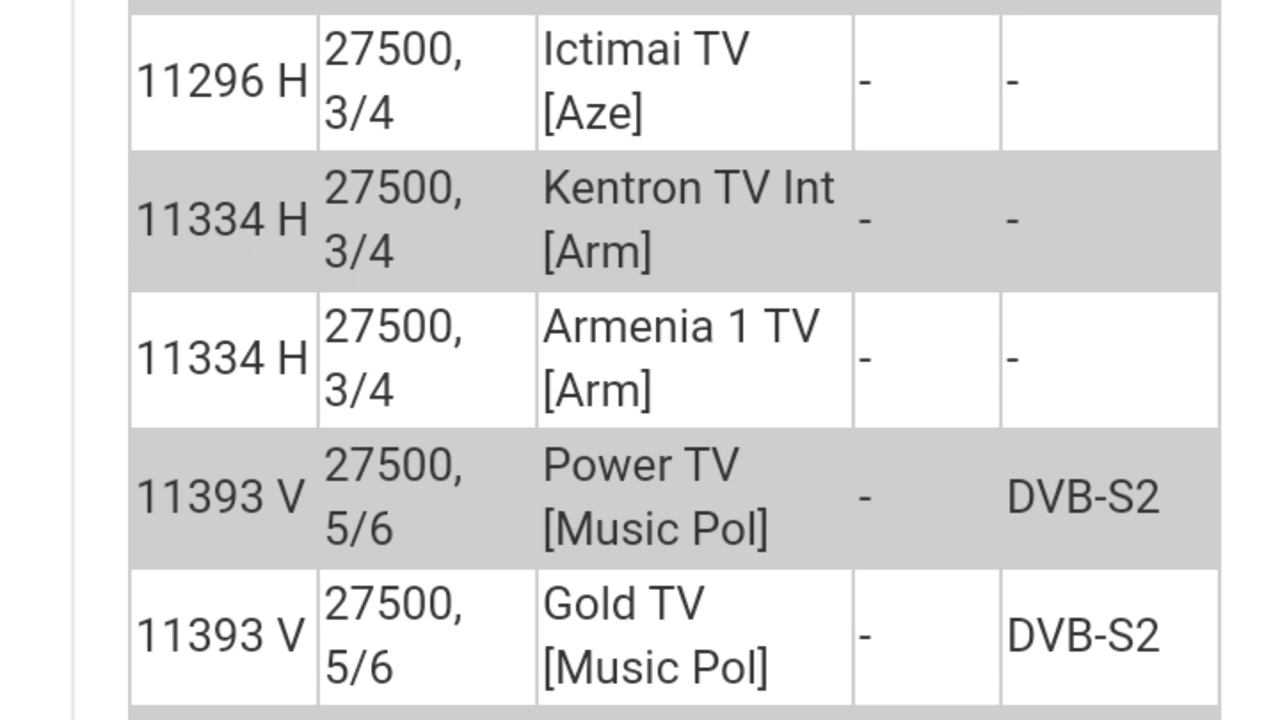 11296 H 27500, 3/4 Ictimai TV [Aze] - -
11334 H 27500, 3/4 Kentron TV Int [Arm] - -
11334 H 27500, 3/4 Armenia 1 TV [Arm] - -
11393 V 27500, 5/6 Power TV [Music Pol] - DVB-S2
11393 V 27500, 5/6 Gold TV [Music Pol] - DVB-S2